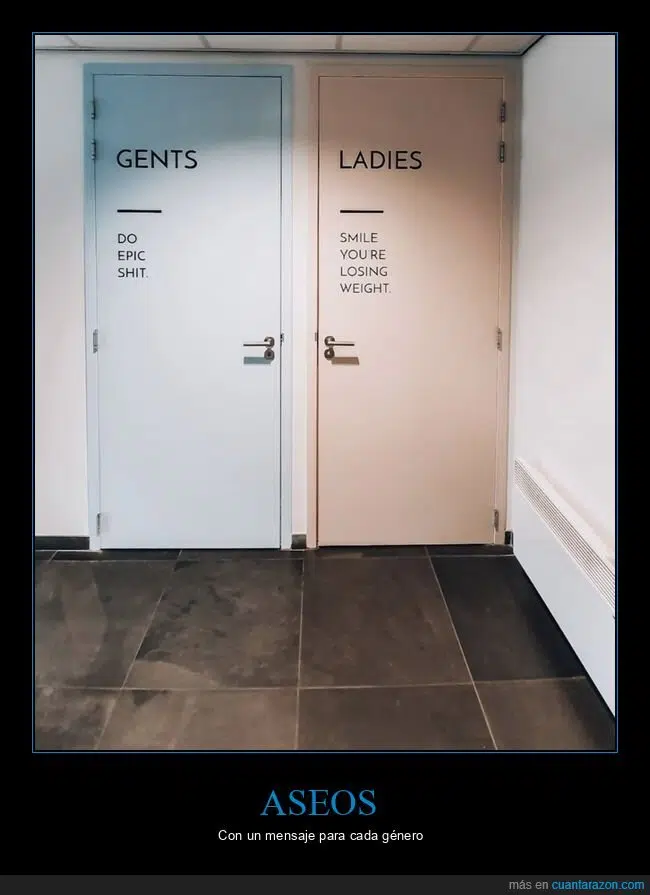 GENTS
DO
EPIC
SHIT.
LADIES
SMILE
YOU'RE
LOSING
WEIGHT.
ASEOS
Con un mensaje para cada género
más en cuantarazon.com